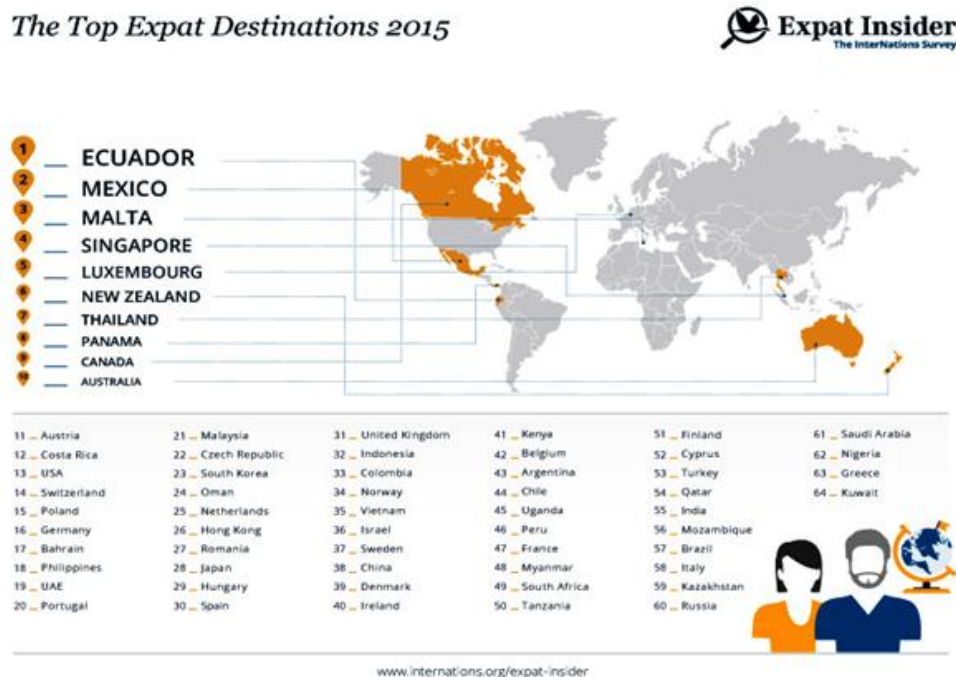 The Top Expat Destinations 2015
Expat Insider
The InterNations Survey
1 ECUADOR
2 MEXICO
3 MALTA
4 SINGAPORE
5 LUXEMBOURG
6 NEW ZEALAND
7 THAILAND
8 PANAMA
9 CANADA
10 AUSTRALIA
11 _ Austria
12 _ Costa Rica
13 _ USA
14 _ Switzerland
15 _ Poland
16 _ Germany
17 _ Bahrain
18 _ Philippines
19 _ UAE
20 _ Portugal
21 _ Malaysia
22 _ Czech Republic
23 _ South Korea
24 _ Oman
25 _ Netherlands
26 _ Hong Kong
27 _ Romania
28 _ Japan
29 _ Hungary
30 _ Spain
31 _ United Kingdom
32 _ Indonesia
33 _ Colombia
34 _ Norway
35 _ Vietnam
36 _ Israel
37 _ Sweden
38 _ China
39 _ Denmark
40 _ Ireland
41 _ Kenya
42 _ Belgium
43 _ Argentina
44 _ Chile
45 _ Uganda
46 _ Peru
47 _ France
48 _ Myanmar
49 _ South Africa
50 _ Tanzania
51 _ Finland
52 _ Cyprus
53 _ Turkey
54 _ Qatar
55 _ India
56 _ Mozambique
57 _ Brazil
58 _ Italy
59 _ Kazakhstan
60 _ Russia
61 _ Saudi Arabia
62 _ Nigeria
63 _ Greece
64 _ Kuwait
www.internations.org/expat-insider